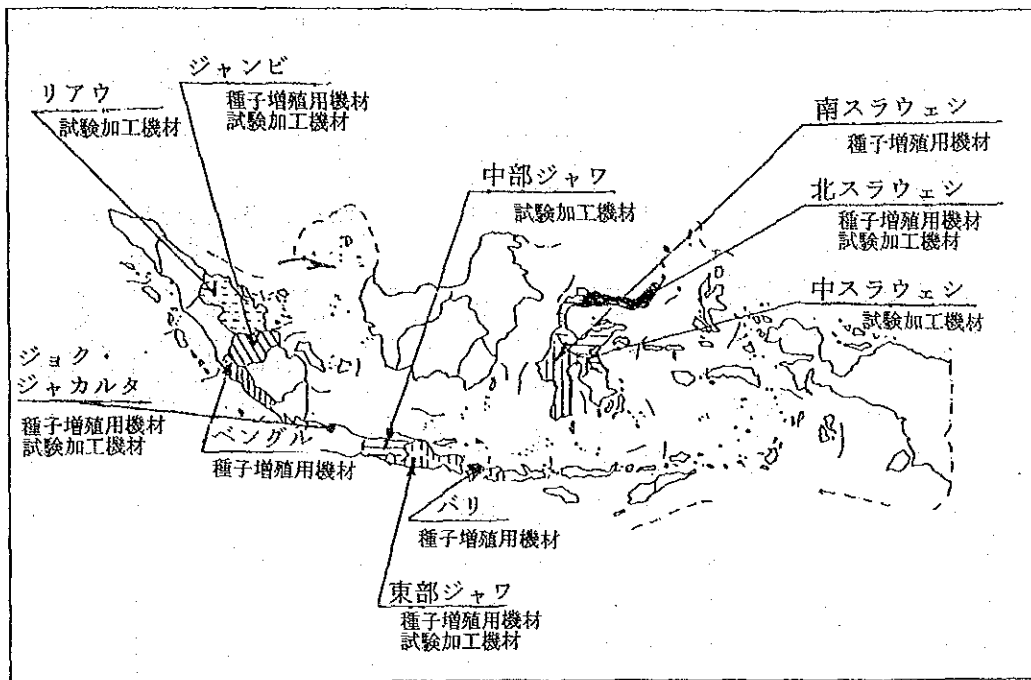 ジャンビ
種子増殖用機材
試験加工機材
リアウ
試験加工機材
中部ジャワ
試験加工機材
南スラウェシ
種子増殖用機材
北スラウェシ
種子増殖用機材
試験加工機材
中スラウェシ
試験加工機材
ジョク・
ジャカルタ
種子増殖用機材
試験加工機材
ベングル
種子増殖用機材
バリ
種子増殖用機材
東部ジャワ
種子増殖用機材
試験加工機材